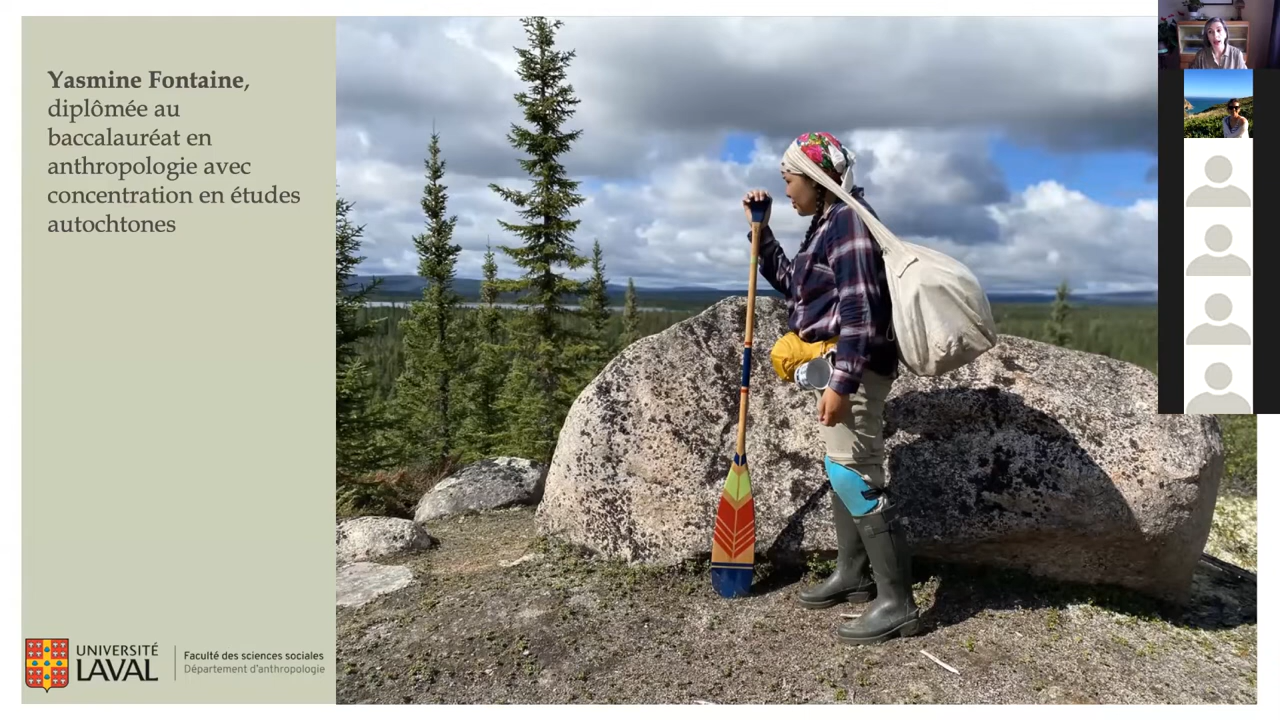 Yasmine Fontaine,
diplômée au
baccalauréat en
anthropologie avec
concentration en études
autochtones
UNIVERSITÉ
LAVAL
Faculté des sciences sociales
Département d'anthropologie